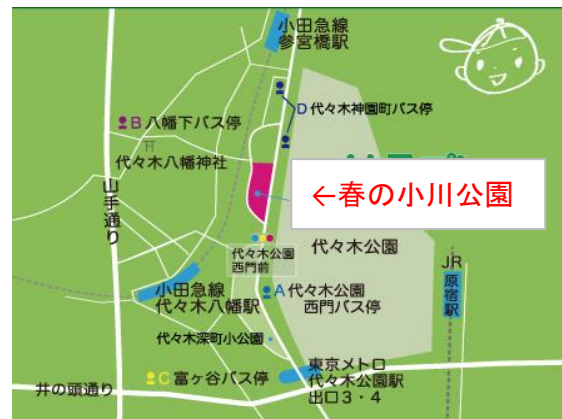 小田急線
参宮橋駅
D 代々木神園町バス停
B 八幡下バス停
代々木八幡神社
←春の小川公園
山手通り
代々木公園
西門前
代々木公園
JR
原宿駅
小田急線
代々木八幡駅
A 代々木公園
西門バス停
代々木深町小公園
東京メトロ
代々木公園駅
出口3・4
C 富ヶ谷バス停
井の頭通り